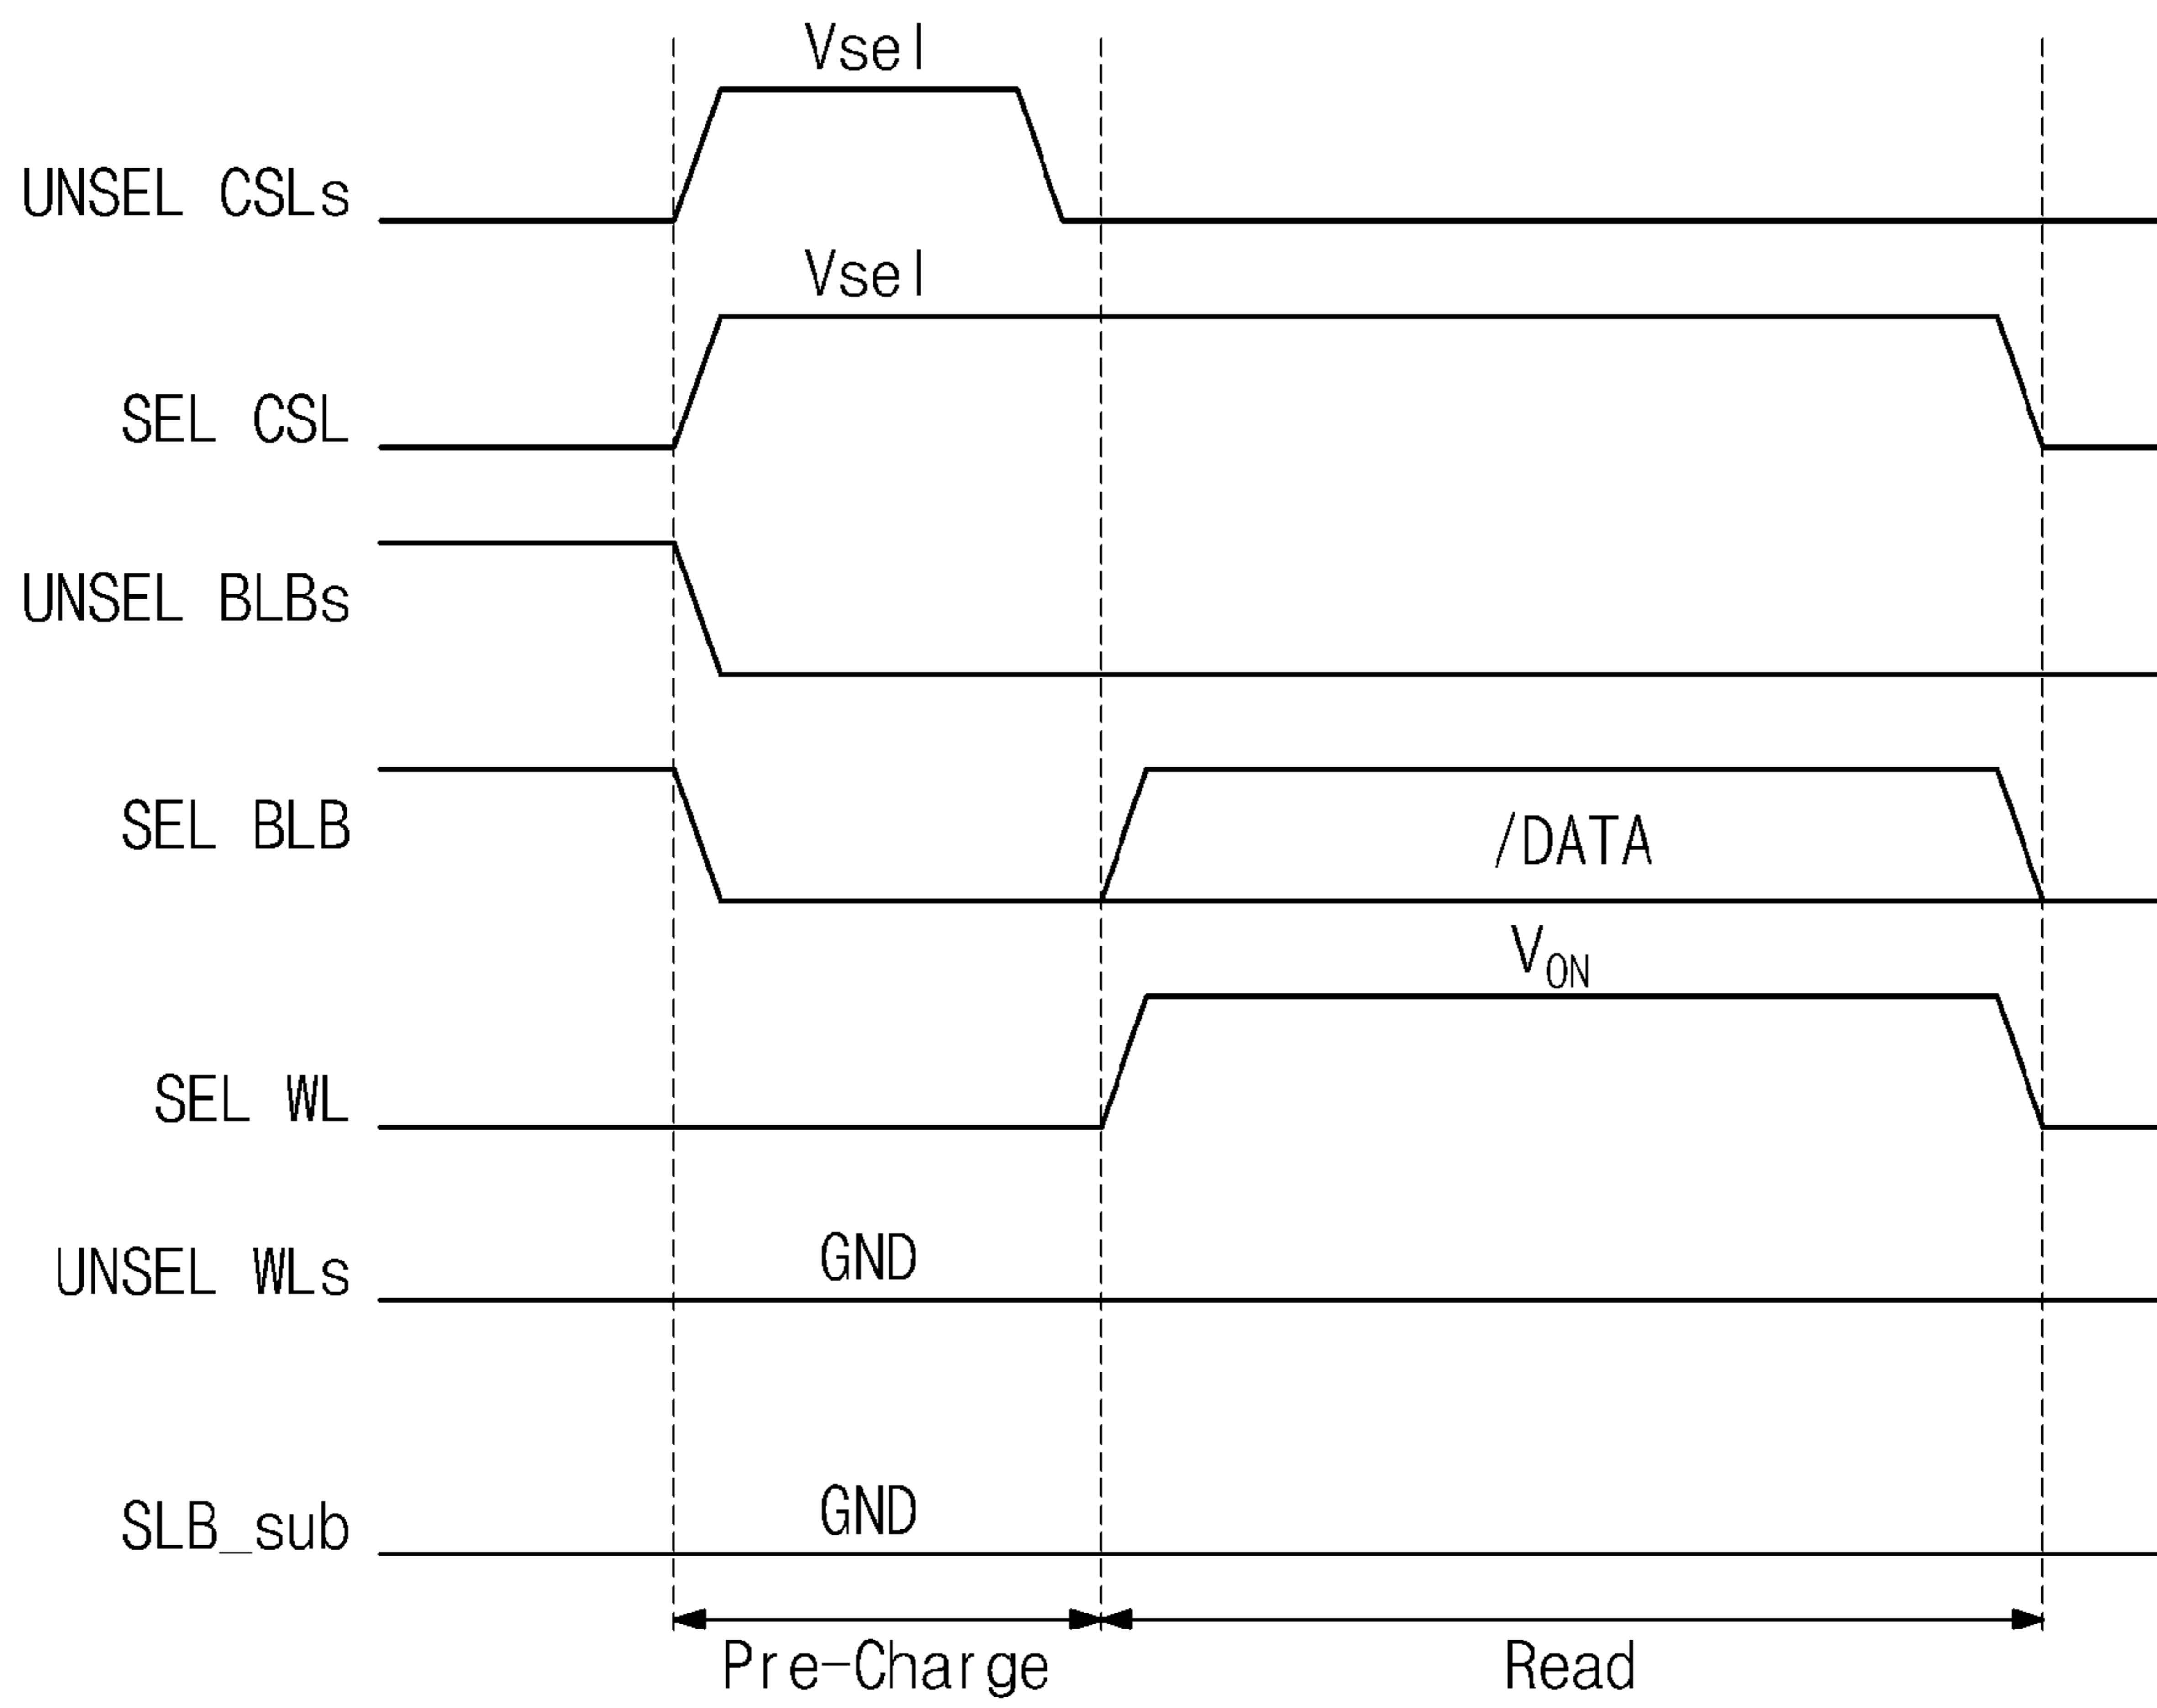 Vsel
UNSEL CSLs
Vsel
SEL CSL
UNSEL BLBs
SEL BLB
/DATA
VON
SEL WL
GND
UNSEL WLs
GND
SLB_sub
Pre-Charge Read